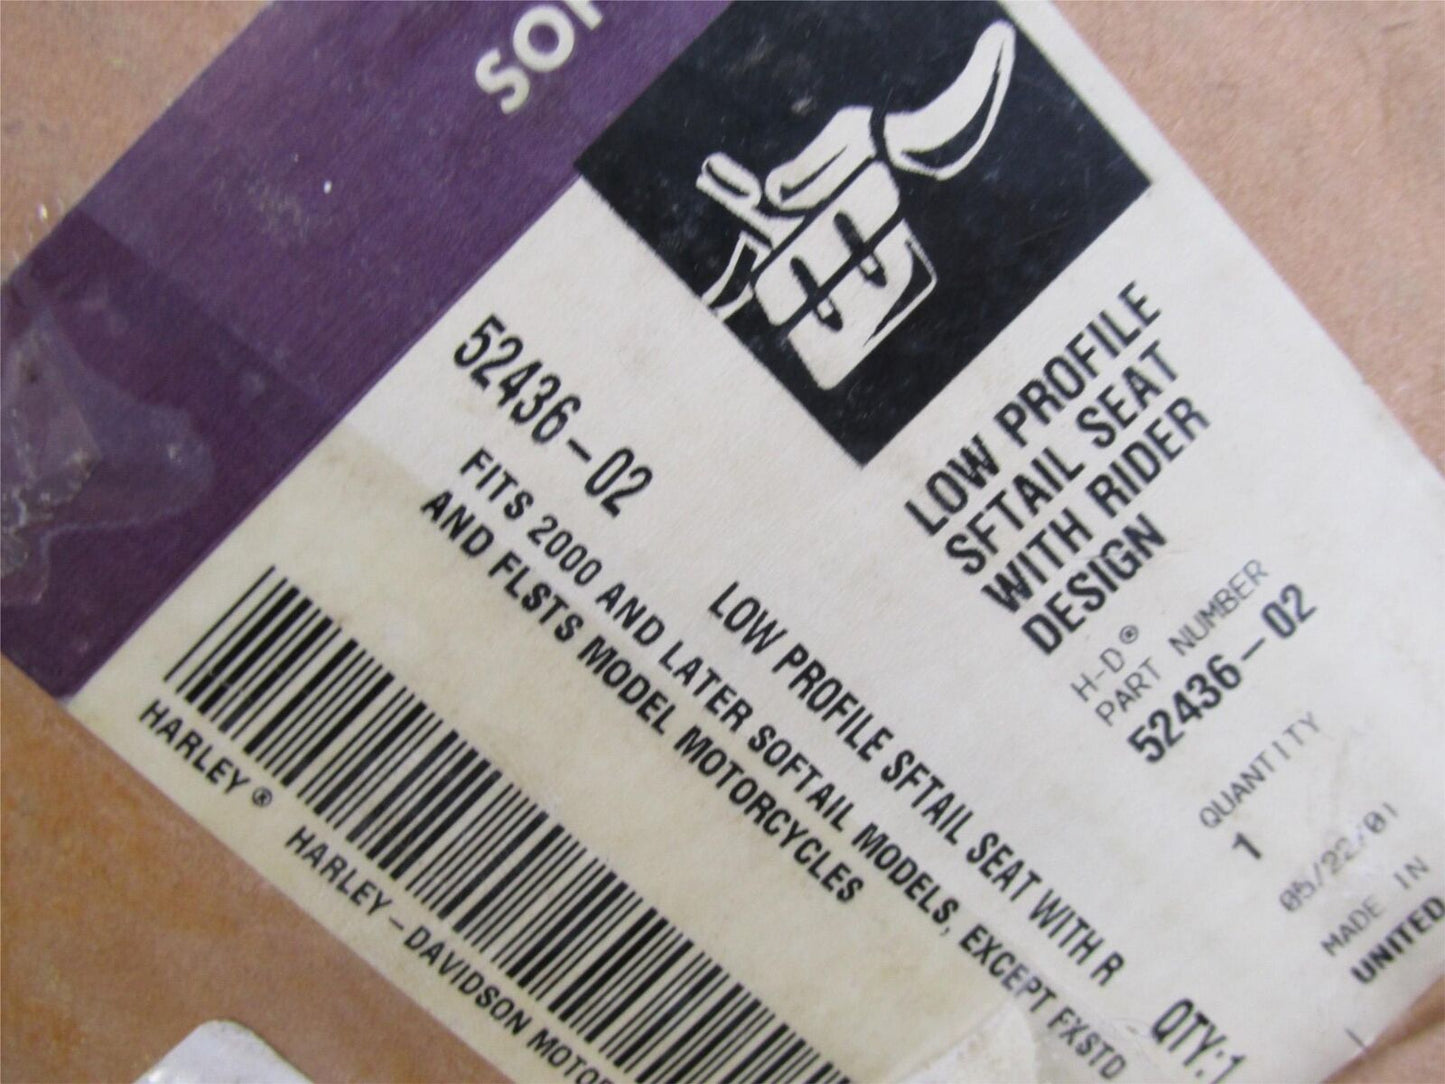 52436-02
LOW PROFILE SFTAIL SEAT WITH R QTY:1
FITS 2000 AND LATER SOFTAIL MODELS, EXCEPT FXSTD
AND FLSTS MODEL MOTORCYCLES
HARLEY® HARLEY-DAVIDSON
LOW PROFILE
SFTAIL SEAT
WITH RIDER
DESIGN
H-D®
PART NUMBER
52436-02
QUANTITY
1
05/22/01
MADE IN
UNITED